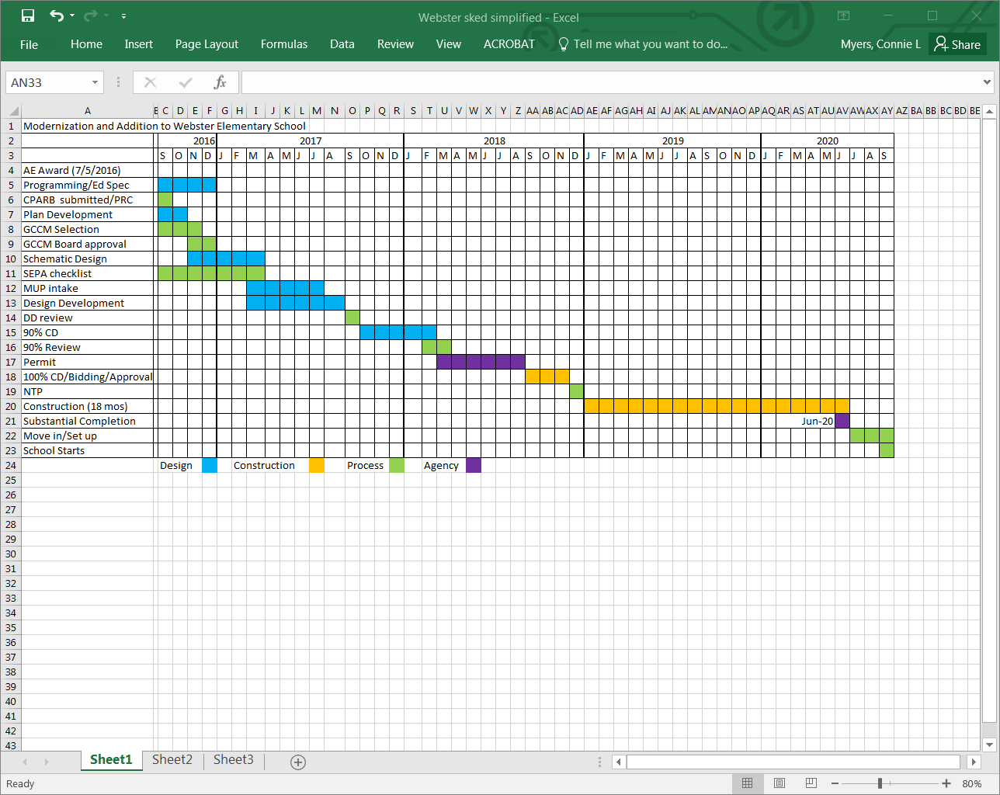 Webster sked simplified - Excel
File Home Insert Page Layout Formulas Data Review View ACROBAT Tell me what you want to do... Myers, Connie L Share
AN33 fx
A B C D E F G H I J K L M N O P Q R S T U V W X Y Z AA AB AC AD AE AF AG AH AI AJ AK AL AM AN AO AP AQ AR AS AT AU AV AW AX AY AZ BA BB BC BD BE
1 Modernization and Addition to Webster Elementary School
2 2016 2017 2018 2019 2020
3 S O N D J F M A M J J A S O N D J F M A M J J A S O N D J F M A M J J A S O N D J F M A M J J A S
4 AE Award (7/5/2016)
5 Programming/Ed Spec
6 CPARB submitted/PRC
7 Plan Development
8 GCCM Selection
9 GCCM Board approval
10 Schematic Design
11 SEPA checklist
12 MUP intake
13 Design Development
14 DD review
15 90% CD
16 90% Review
17 Permit
18 100% CD/Bidding/Approval
19 NTP
20 Construction (18 mos)
21 Substantial Completion Jun-20
22 Move in/Set up
23 School Starts
24 Design Construction Process Agency
25
26
27
28
29
30
31
32
33
34
35
36
37
38
39
40
41
42
43
Sheet1 Sheet2 Sheet3
Ready 80%